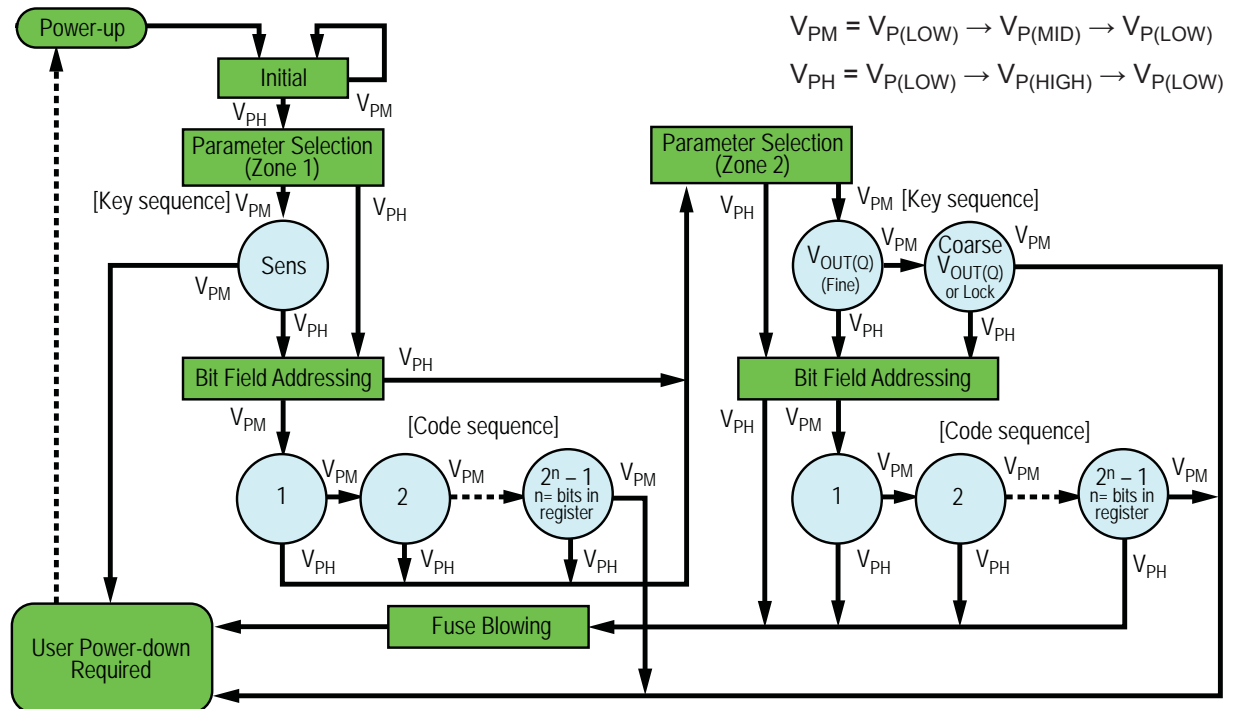 Power-up
V_PM = V_P(LOW) → V_P(MID) → V_P(LOW)
V_PH = V_P(LOW) → V_P(HIGH) → V_P(LOW)
Initial
V_PH
V_PM
Parameter Selection
(Zone 1)
[Key sequence]
V_PM
V_PH
Sens
V_PM
V_PH
Bit Field Addressing
V_PH
V_PM
[Code sequence]
1
V_PM
2
V_PM
2ⁿ – 1
n= bits in
register
V_PM
V_PH
V_PH
V_PH
Parameter Selection
(Zone 2)
V_PH
V_PM
[Key sequence]
V_OUT(Q)
(Fine)
V_PM
Coarse
V_OUT(Q)
or Lock
V_PM
V_PH
V_PH
Bit Field Addressing
V_PH
V_PM
[Code sequence]
1
V_PM
2
V_PM
2ⁿ – 1
n= bits in
register
V_PM
V_PH
V_PH
V_PH
Fuse Blowing
User Power-down
Required